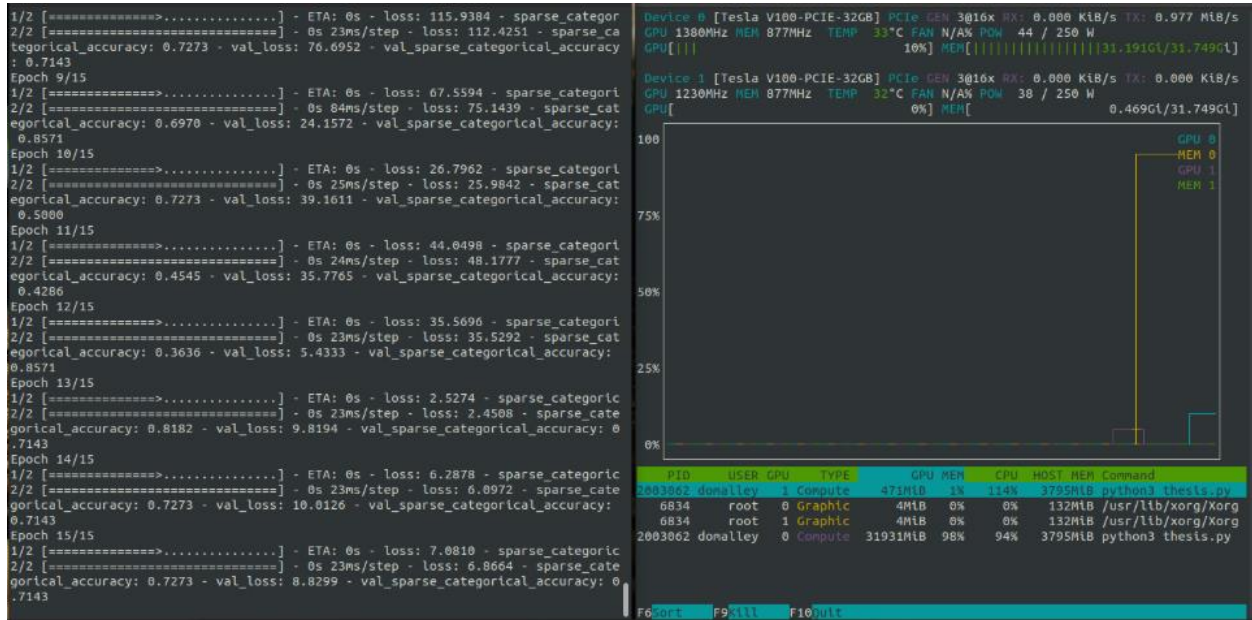 1/2 [==============>...............] - ETA: 0s - loss: 115.9384 - sparse_categor
2/2 [==============================] - 0s 23ms/step - loss: 112.4251 - sparse_ca
tegorical_accuracy: 0.7273 - val_loss: 76.6952 - val_sparse_categorical_accuracy
: 0.7143
Epoch 9/15
1/2 [==============>...............] - ETA: 0s - loss: 67.5594 - sparse_categori
2/2 [==============================] - 0s 84ms/step - loss: 75.1439 - sparse_cat
egorical_accuracy: 0.6970 - val_loss: 24.1572 - val_sparse_categorical_accuracy:
0.8571
Epoch 10/15
1/2 [==============>...............] - ETA: 0s - loss: 26.7962 - sparse_categori
2/2 [==============================] - 0s 25ms/step - loss: 25.9842 - sparse_cat
egorical_accuracy: 0.7273 - val_loss: 39.1611 - val_sparse_categorical_accuracy:
0.5000
Epoch 11/15
1/2 [==============>...............] - ETA: 0s - loss: 44.0498 - sparse_categori
2/2 [==============================] - 0s 24ms/step - loss: 48.1777 - sparse_cat
egorical_accuracy: 0.4545 - val_loss: 35.7765 - val_sparse_categorical_accuracy:
0.4286
Epoch 12/15
1/2 [==============>...............] - ETA: 0s - loss: 35.5696 - sparse_categori
2/2 [==============================] - 0s 23ms/step - loss: 35.5292 - sparse_cat
egorical_accuracy: 0.3636 - val_loss: 5.4333 - val_sparse_categorical_accuracy:
0.8571
Epoch 13/15
1/2 [==============>...............] - ETA: 0s - loss: 2.5274 - sparse_categoric
2/2 [==============================] - 0s 23ms/step - loss: 2.4508 - sparse_cate
gorical_accuracy: 0.8182 - val_loss: 9.8194 - val_sparse_categorical_accuracy: 0
.7143
Epoch 14/15
1/2 [==============>...............] - ETA: 0s - loss: 6.2878 - sparse_categoric
2/2 [==============================] - 0s 23ms/step - loss: 6.0972 - sparse_cate
gorical_accuracy: 0.7273 - val_loss: 10.0126 - val_sparse_categorical_accuracy:
0.7143
Epoch 15/15
1/2 [==============>...............] - ETA: 0s - loss: 7.0810 - sparse_categoric
2/2 [==============================] - 0s 23ms/step - loss: 6.8664 - sparse_cate
gorical_accuracy: 0.7273 - val_loss: 8.8299 - val_sparse_categorical_accuracy: 0
.7143
Device 0 [Tesla V100-PCIE-32GB] PCIe GEN 3@16x RX: 0.000 KiB/s TX: 0.977 MiB/s
GPU 1380MHz MEM 877MHz TEMP 33°C FAN N/A% POW 44 / 250 W
GPU[||| 10%] MEM[|||||||||||||||||31.191Gi/31.749Gi]
Device 1 [Tesla V100-PCIE-32GB] PCIe GEN 3@16x RX: 0.000 KiB/s TX: 0.000 KiB/s
GPU 1230MHz MEM 877MHz TEMP 32°C FAN N/A% POW 38 / 250 W
GPU[ 0%] MEM[ 0.469Gi/31.749Gi]
100
GPU 0
MEM 0
GPU 1
MEM 1
75%
50%
25%
0%
PID USER GPU TYPE GPU MEM CPU HOST MEM Command
2003062 domalley 1 Compute 471MiB 1% 114% 3795MiB python3 thesis.py
6834 root 0 Graphic 4MiB 0% 0% 132MiB /usr/lib/xorg/Xorg
6834 root 1 Graphic 4MiB 0% 0% 132MiB /usr/lib/xorg/Xorg
2003062 domalley 0 Compute 31931MiB 98% 94% 3795MiB python3 thesis.py
F6Sort F9Kill F10Quit